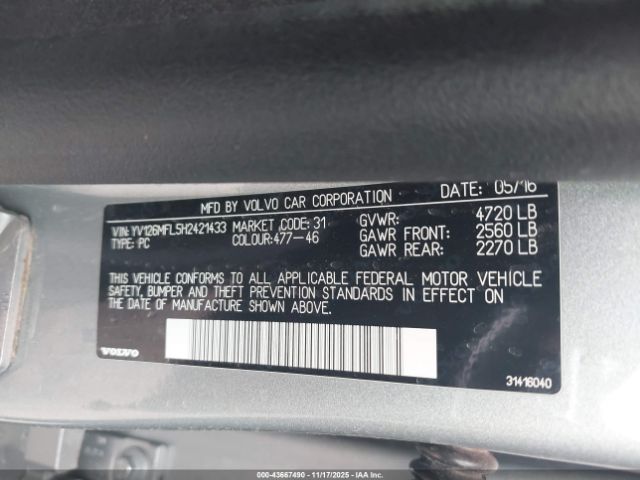 MFD BY VOLVO CAR CORPORATION DATE: 05/16
VIN: YV126MFL5H2421433 MARKET CODE: 31 GVWR: 4720 LB
TYPE: PC COLOUR:477-46 GAWR FRONT: 2560 LB
GAWR REAR: 2270 LB
THIS VEHICLE CONFORMS TO ALL APPLICABLE FEDERAL MOTOR VEHICLE
SAFETY, BUMPER AND THEFT PREVENTION STANDARDS IN EFFECT ON
THE DATE OF MANUFACTURE SHOWN ABOVE.
VOLVO
31416040
00-43667490 - 11/17/2025 - IAAI.COM